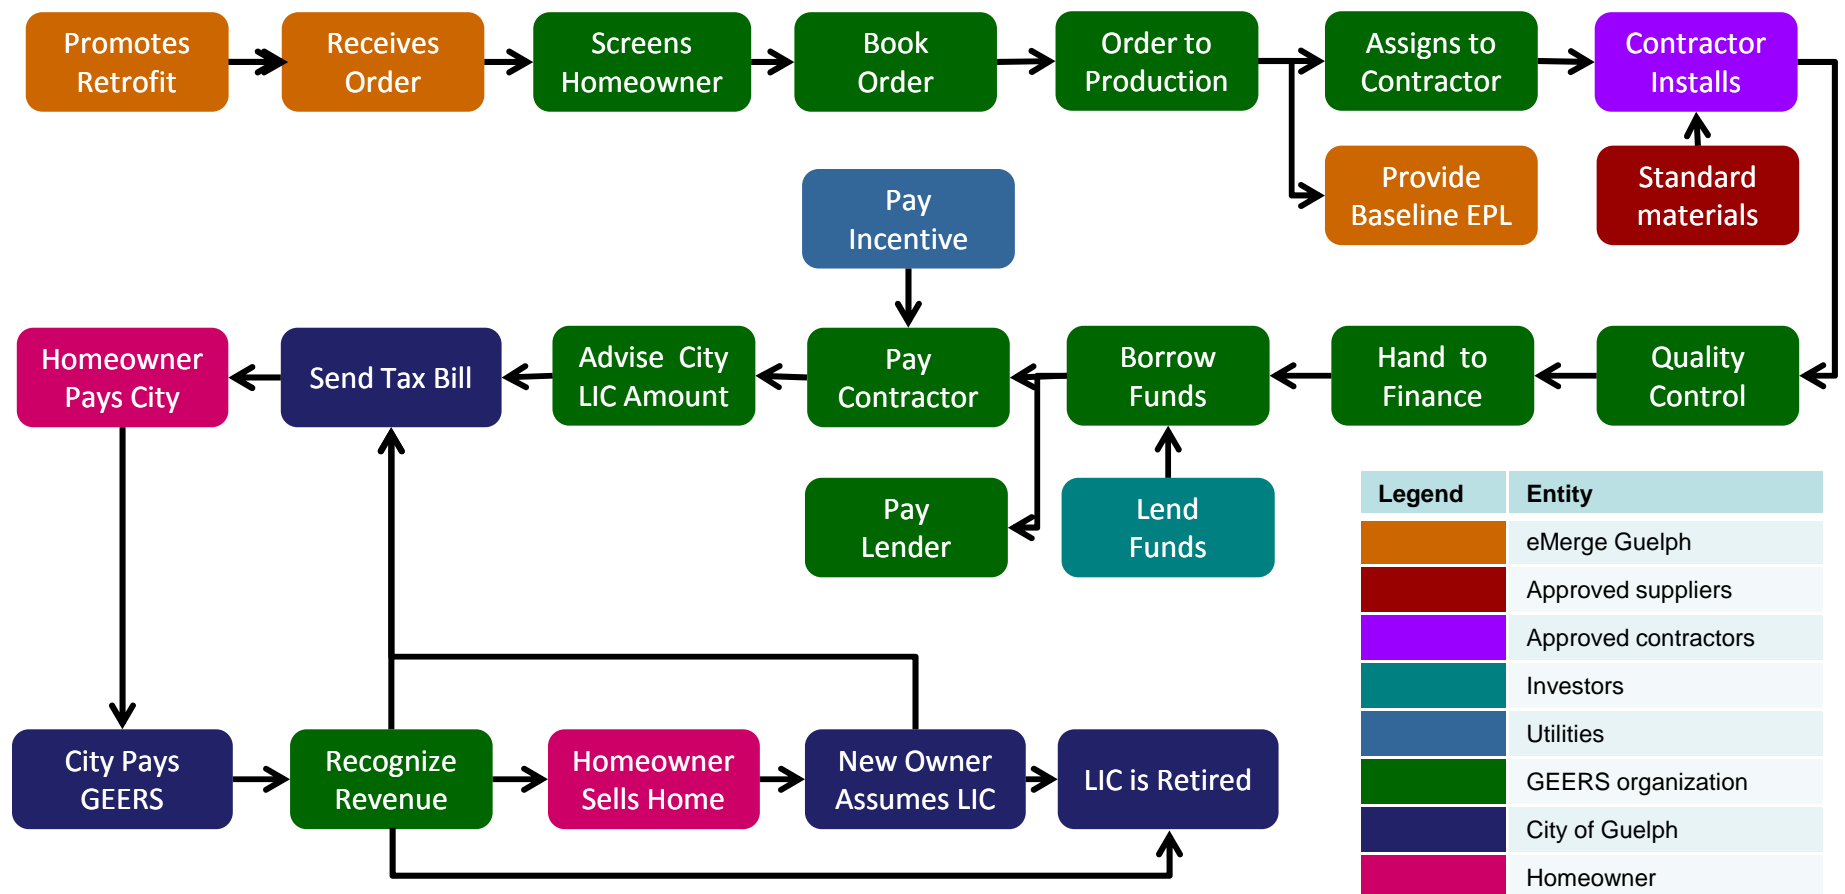 Promotes
Retrofit
Receives
Order
Screens
Homeowner
Book
Order
Order to
Production
Assigns to
Contractor
Contractor
Installs
Pay
Incentive
Provide
Baseline EPL
Standard
materials
Homeowner
Pays City
Send Tax Bill
Advise City
LIC Amount
Pay
Contractor
Borrow
Funds
Hand to
Finance
Quality
Control
Pay
Lender
Lend
Funds
Legend Entity
eMerge Guelph
Approved suppliers
Approved contractors
Investors
Utilities
GEERS organization
City of Guelph
Homeowner
City Pays
GEERS
Recognize
Revenue
Homeowner
Sells Home
New Owner
Assumes LIC
LIC is Retired